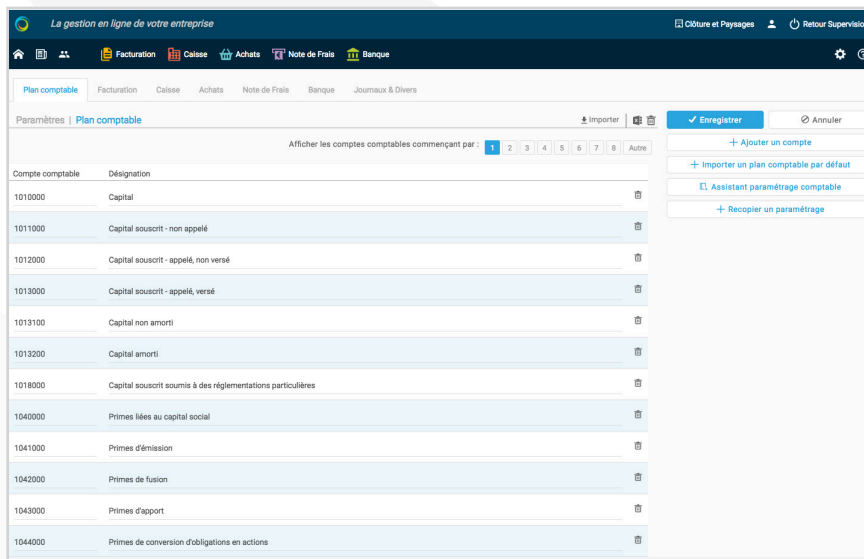 La gestion en ligne de votre entreprise
Clôture et Paysages
Retour Supervisio
Facturation
Caisse
Achats
Note de Frais
Banque
Plan comptable
Facturation
Caisse
Achats
Note de Frais
Banque
Journaux & Divers
Paramètres | Plan comptable
Importer
Enregistrer
Annuler
Afficher les comptes comptables commençant par : 1 2 3 4 5 6 7 8 Autre
+ Ajouter un compte
+ Importer un plan comptable par défaut
Assistant paramétrage comptable
+ Recopier un paramétrage
Compte comptable Désignation
1010000 Capital
1011000 Capital souscrit - non appelé
1012000 Capital souscrit - appelé, non versé
1013000 Capital souscrit - appelé, versé
1013100 Capital non amorti
1013200 Capital amorti
1018000 Capital souscrit soumis à des réglementations particulières
1040000 Primes liées au capital social
1041000 Primes d'émission
1042000 Primes de fusion
1043000 Primes d'apport
1044000 Primes de conversion d'obligations en actions